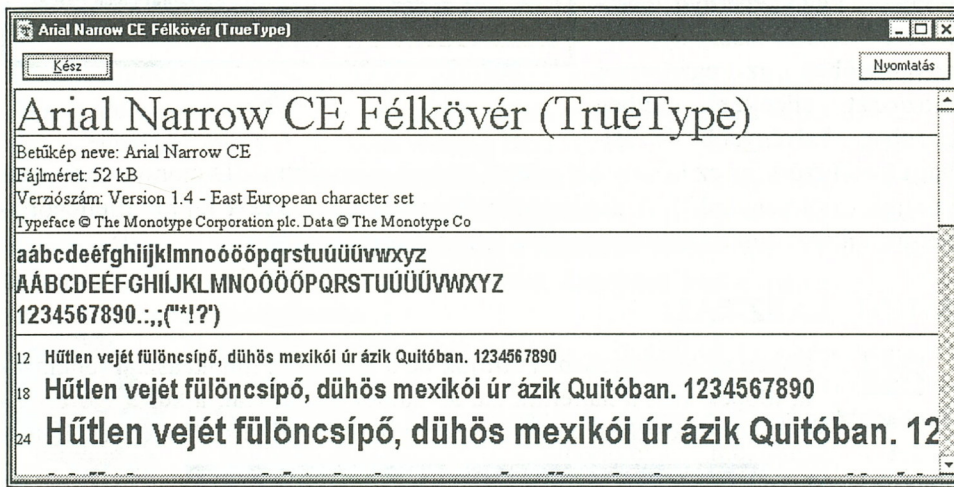 Arial Narrow CE Félkövér (TrueType)
Kész
Nyomtatás
Arial Narrow CE Félkövér (TrueType)
Betűkép neve: Arial Narrow CE
Fájlméret: 52 kB
Verziószám: Version 1.4 - East European character set
Typeface © The Monotype Corporation plc. Data © The Monotype Co
aábcdeéfghiíjklmnoóöőpqrstuúüűvwxyz
AÁBCDEÉFGHIÍJKLMNOÓÖŐPQRSTUÚÜŰVWXYZ
1234567890.:,;("*!?')
12 Hűtlen vejét fülöncsípő, dühös mexikói úr ázik Quitóban. 1234567890
18 Hűtlen vejét fülöncsípő, dühös mexikói úr ázik Quitóban. 1234567890
24 Hűtlen vejét fülöncsípő, dühös mexikói úr ázik Quitóban. 12